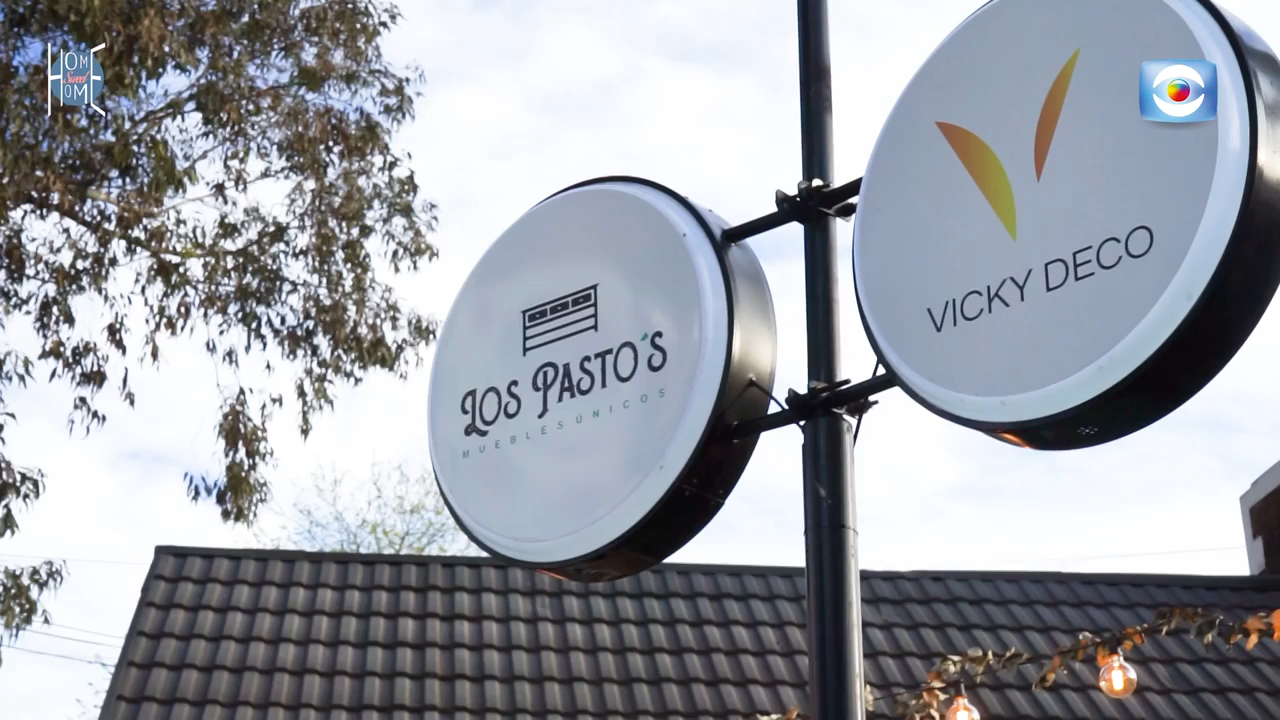 HOME
Sweet
HOME
LOS PASTO´S
MUEBLESÚNICOS
VICKY DECO